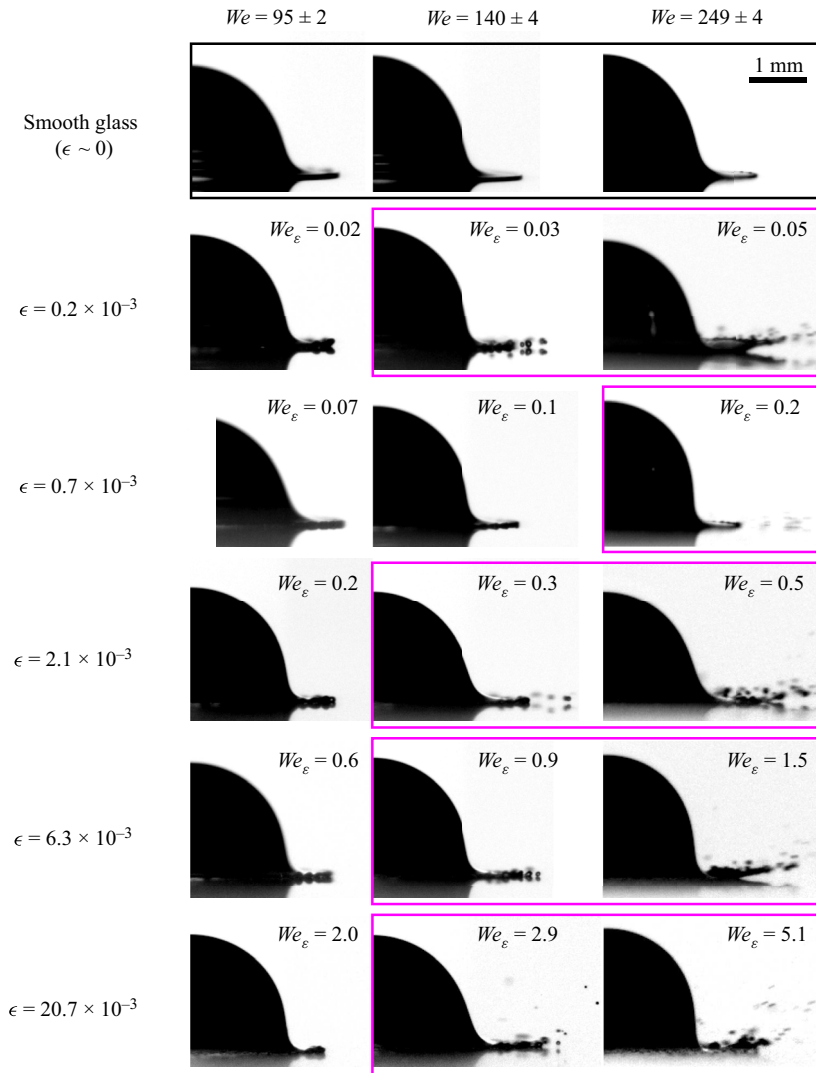 We = 95 ± 2 We = 140 ± 4 We = 249 ± 4
1 mm
Smooth glass
(ϵ ~ 0)
We_ε = 0.02 We_ε = 0.03 We_ε = 0.05
ϵ = 0.2 × 10⁻³
We_ε = 0.07 We_ε = 0.1 We_ε = 0.2
ϵ = 0.7 × 10⁻³
We_ε = 0.2 We_ε = 0.3 We_ε = 0.5
ϵ = 2.1 × 10⁻³
We_ε = 0.6 We_ε = 0.9 We_ε = 1.5
ϵ = 6.3 × 10⁻³
We_ε = 2.0 We_ε = 2.9 We_ε = 5.1
ϵ = 20.7 × 10⁻³